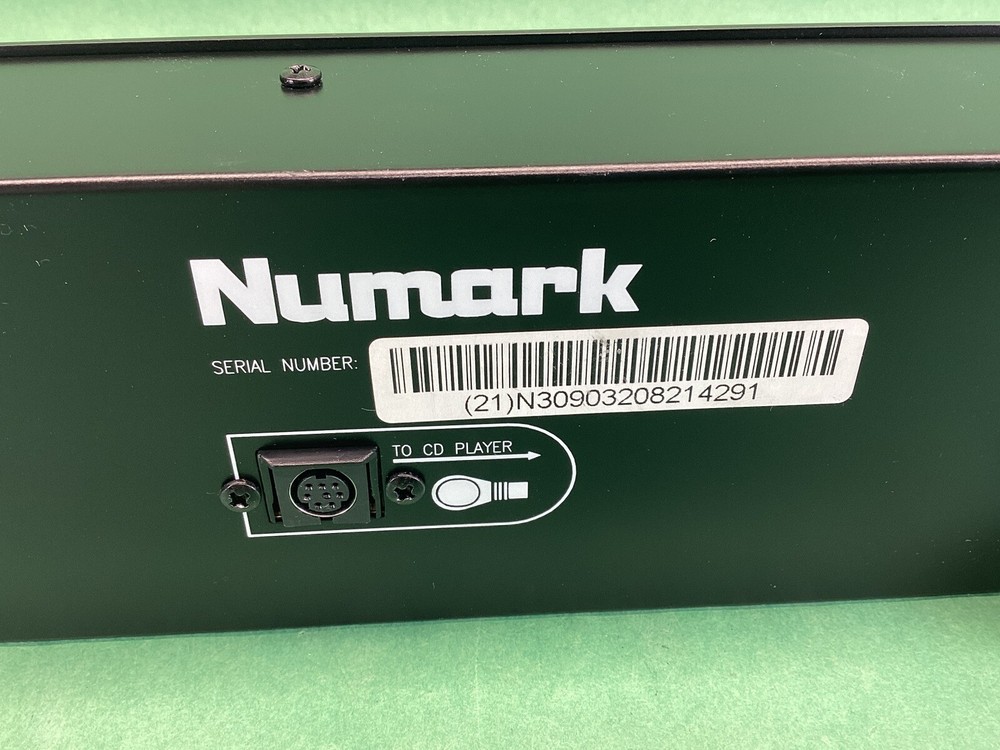 Numark
SERIAL NUMBER:
(21)N30903208214291
TO CD PLAYER